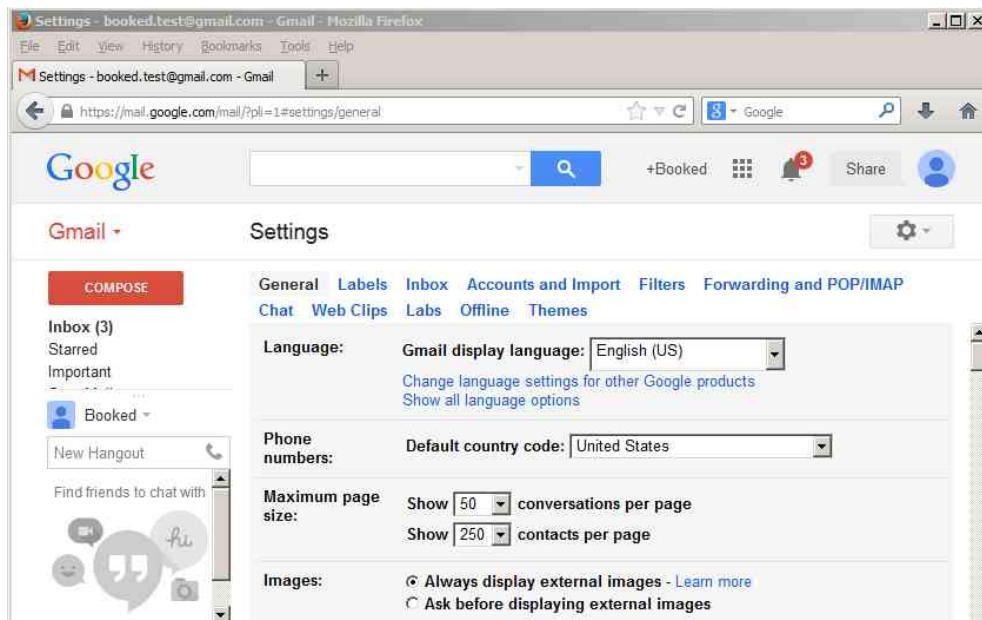 Settings - booked.test@gmail.com - Gmail - Mozilla Firefox
File Edit View History Bookmarks Tools Help
Settings - booked.test@gmail.com - Gmail +
https://mail.google.com/mail/?pli=1#settings/general Google
Google +Booked 3 Share
Gmail Settings
COMPOSE General Labels Inbox Accounts and Import Filters Forwarding and POP/IMAP
Chat Web Clips Labs Offline Themes
Inbox (3)
Starred
Important
Booked
New Hangout
Find friends to chat with
hi
Language: Gmail display language: English (US)
Change language settings for other Google products
Show all language options
Phone numbers: Default country code: United States
Maximum page size: Show 50 conversations per page
Show 250 contacts per page
Images: Always display external images - Learn more
Ask before displaying external images